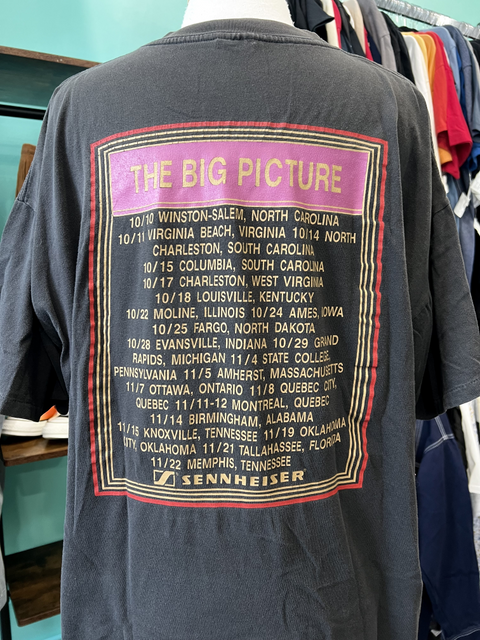 THE BIG PICTURE
10/10 WINSTON-SALEM, NORTH CAROLINA
10/11 VIRGINIA BEACH, VIRGINIA 10/14 NORTH
CHARLESTON, SOUTH CAROLINA
10/15 COLUMBIA, SOUTH CAROLINA
10/17 CHARLESTON, WEST VIRGINIA
10/18 LOUISVILLE, KENTUCKY
10/22 MOLINE, ILLINOIS 10/24 AMES, IOWA
10/25 FARGO, NORTH DAKOTA
10/28 EVANSVILLE, INDIANA 10/29 GRAND
RAPIDS, MICHIGAN 11/4 STATE COLLEGE,
PENNSYLVANIA 11/5 AMHERST, MASSACHUSETTS
11/7 OTTAWA, ONTARIO 11/8 QUEBEC CITY,
QUEBEC 11/11-12 MONTREAL, QUEBEC
11/14 BIRMINGHAM, ALABAMA
11/15 KNOXVILLE, TENNESSEE 11/19 OKLAHOMA
CITY, OKLAHOMA 11/21 TALLAHASSEE, FLORIDA
11/22 MEMPHIS, TENNESSEE
SENNHEISER